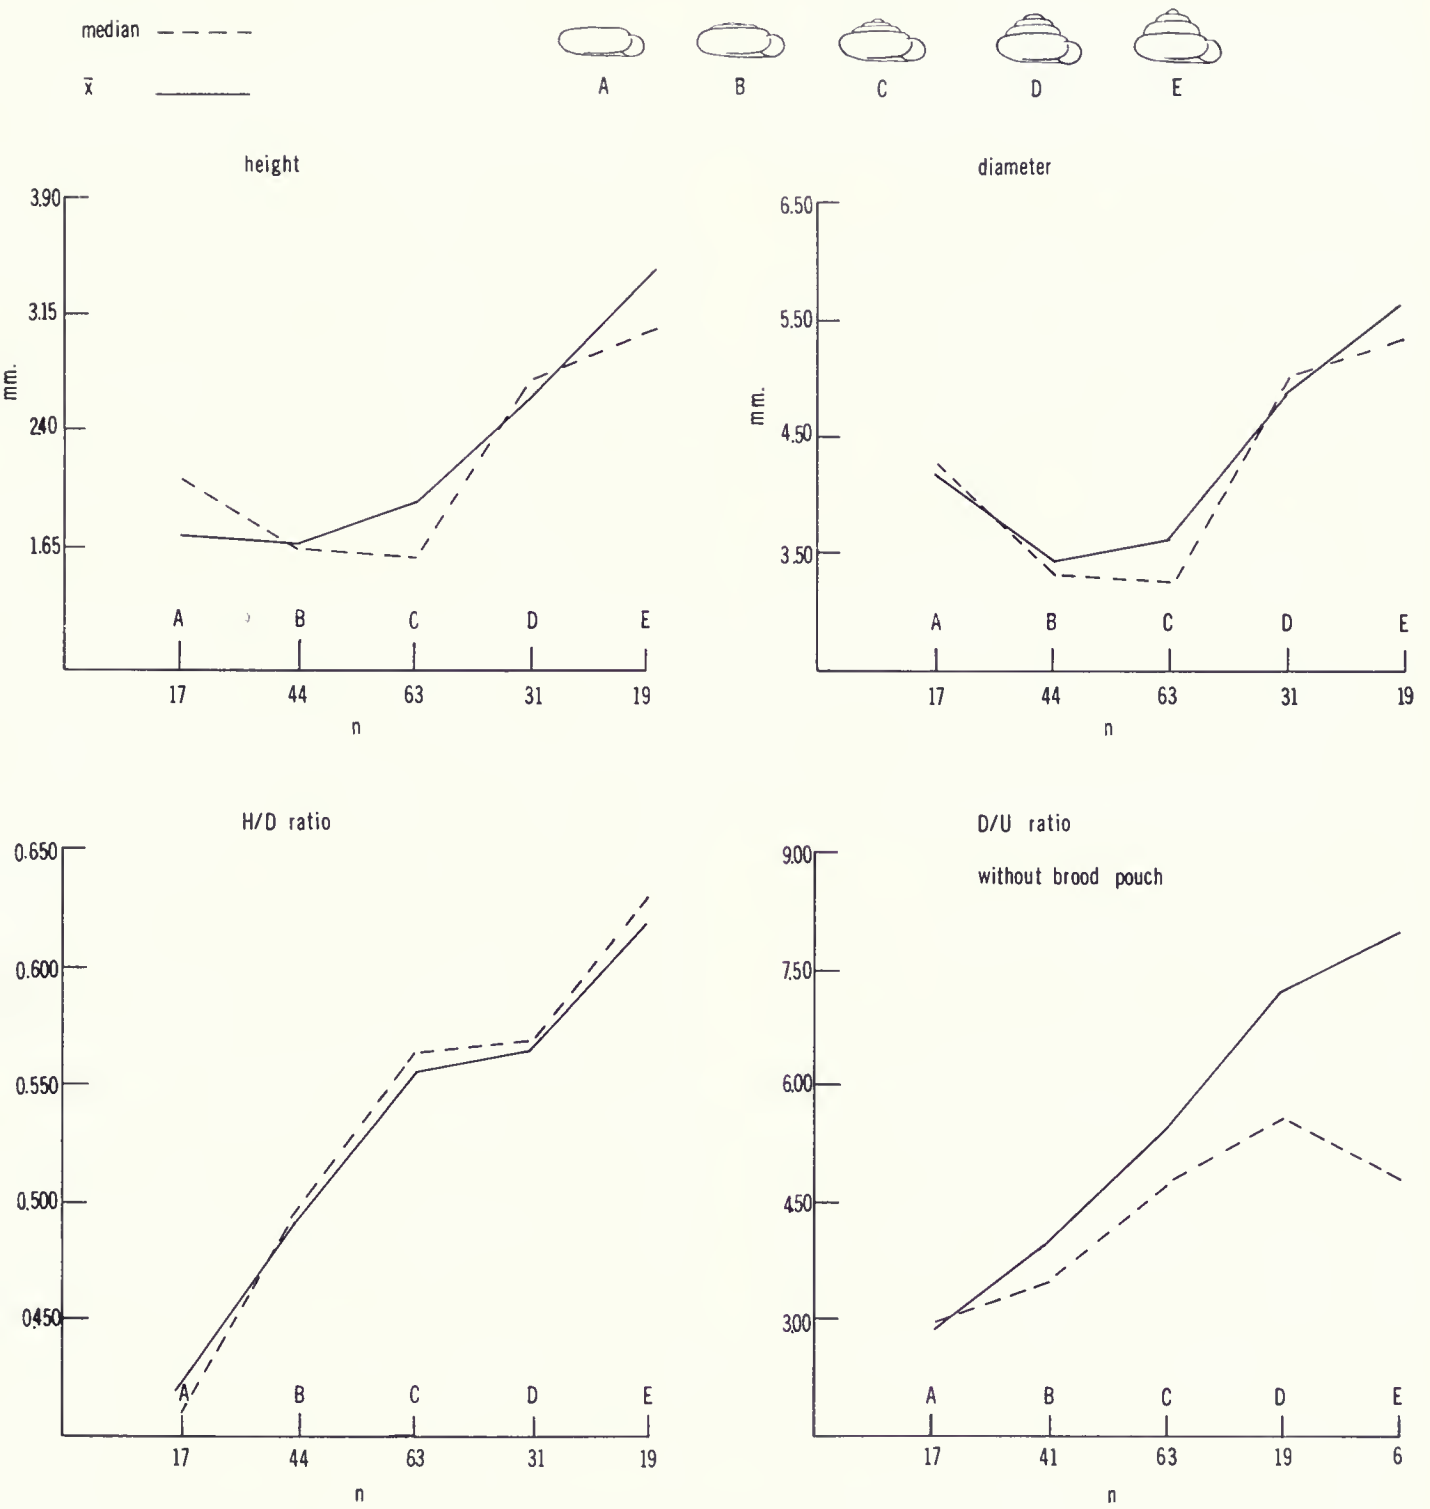 median
x̄
A B C D E
height
3.90
3.15
2.40
1.65
mm.
A B C D E
17 44 63 31 19
n
diameter
6.50
5.50
4.50
3.50
mm.
A B C D E
17 44 63 31 19
n
H/D ratio
0.650
0.600
0.550
0.500
0.450
A B C D E
17 44 63 31 19
n
D/U ratio
without brood pouch
9.00
7.50
6.00
4.50
3.00
A B C D E
17 41 63 19 6
n